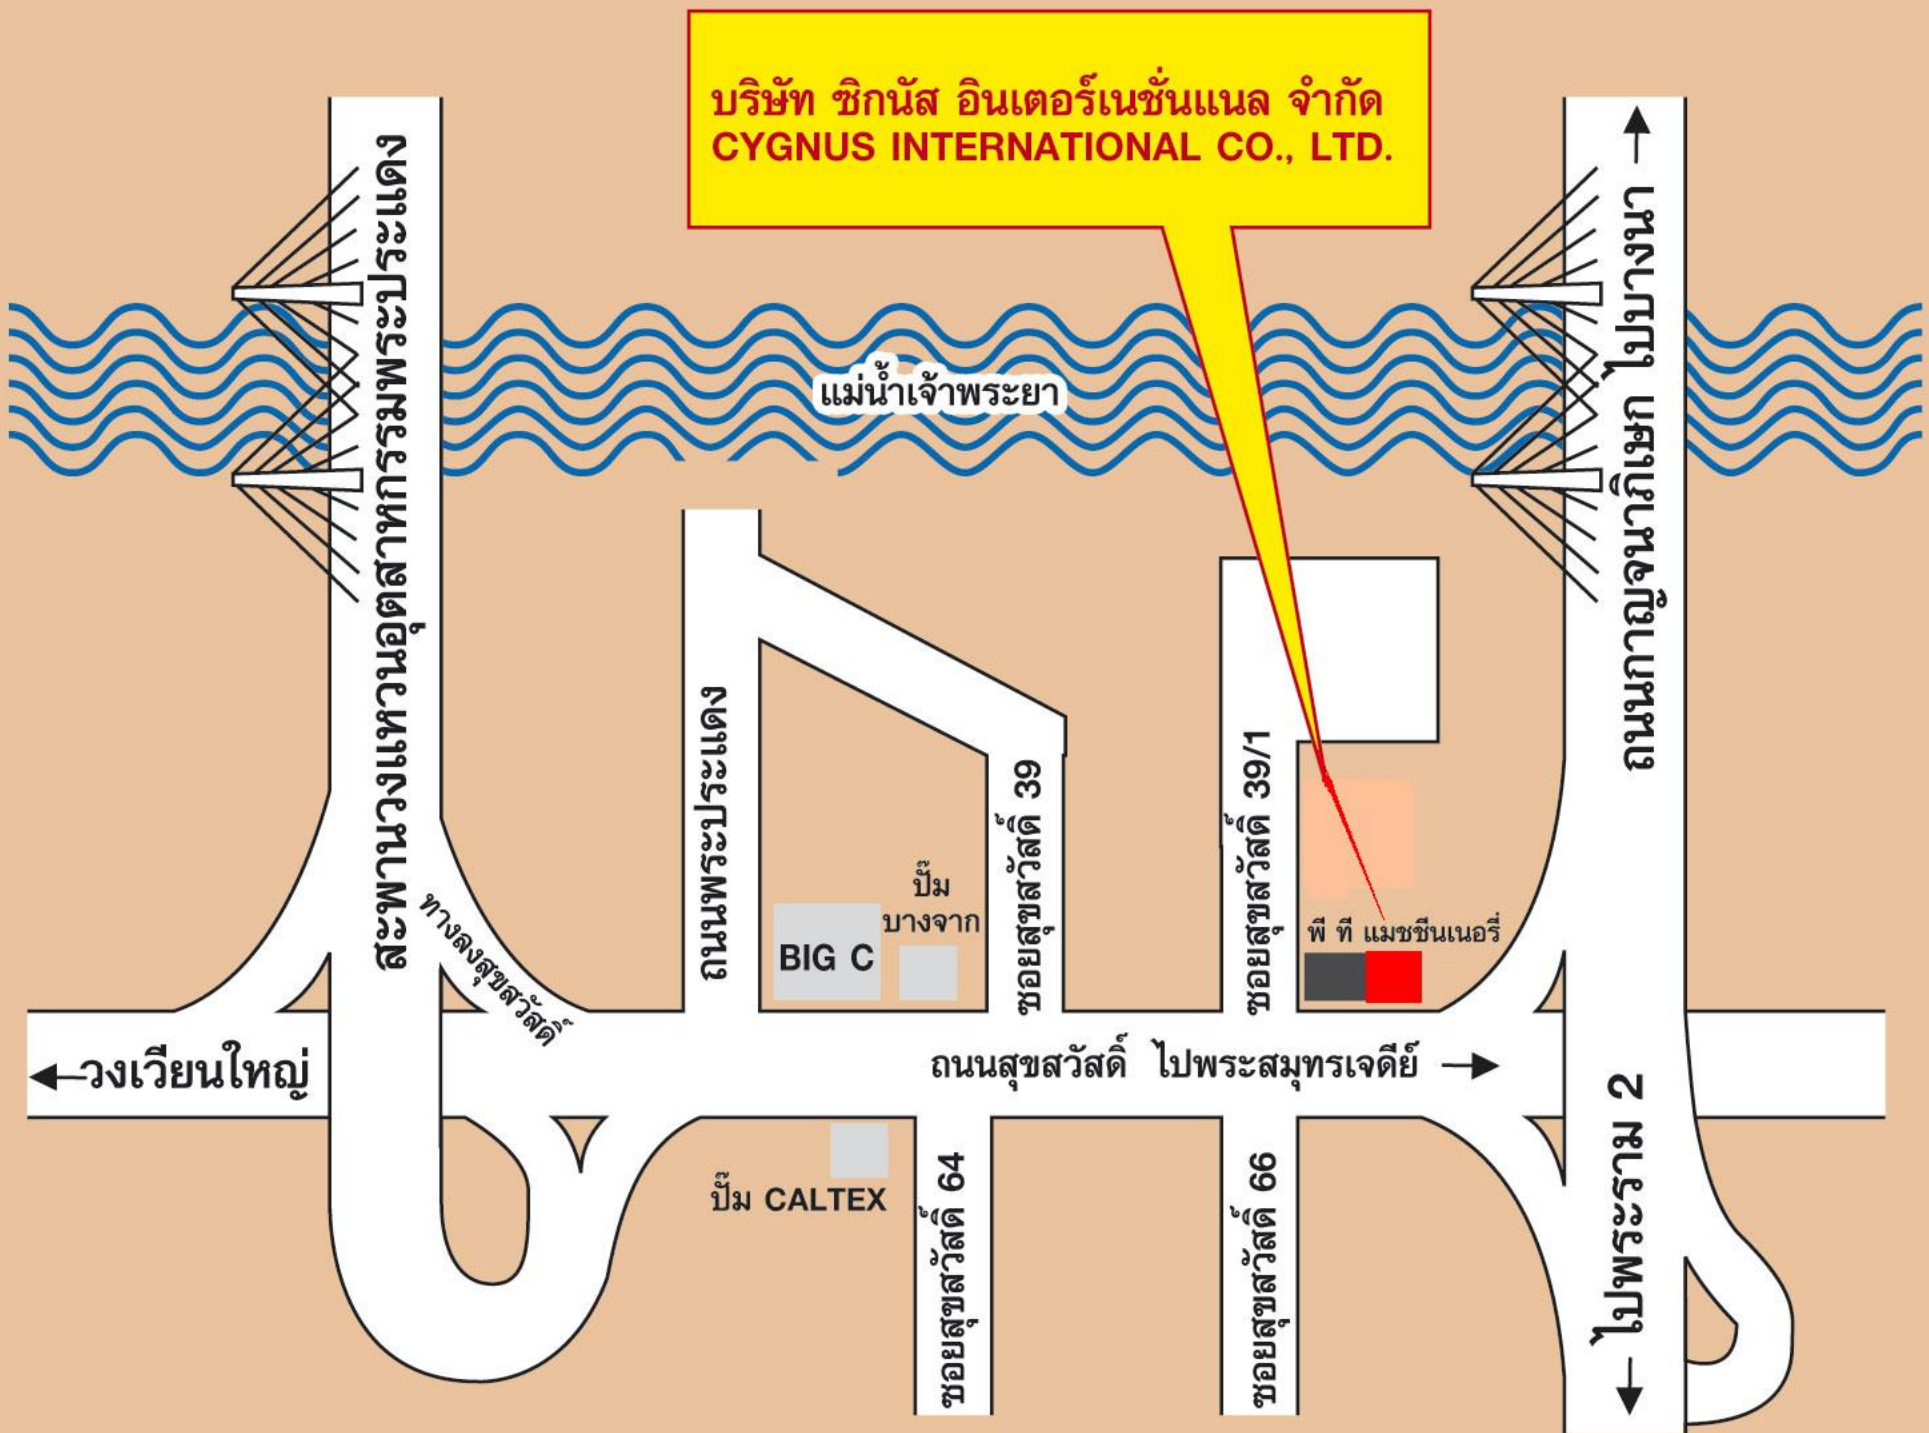 บริษัท ซิกนัส อินเตอร์เนชั่นแนล จำกัด
CYGNUS INTERNATIONAL CO., LTD.
สะพานวงแหวนอุตสาหกรรมพระประแดง
ถนนกาญจนาภิเษก ไปบางนา
แม่น้ำเจ้าพระยา
ถนนพระประแดง
ซอยสุขสวัสดิ์ 39
ซอยสุขสวัสดิ์ 39/1
ทางลงสุขสวัสดิ์
ปั๊ม
บางจาก
BIG C
พี ที แมชชีนเนอรี่
วงเวียนใหญ่
ถนนสุขสวัสดิ์ ไปพระสมุทรเจดีย์
ปั๊ม CALTEX
ซอยสุขสวัสดิ์ 64
ซอยสุขสวัสดิ์ 66
ไปพระราม 2